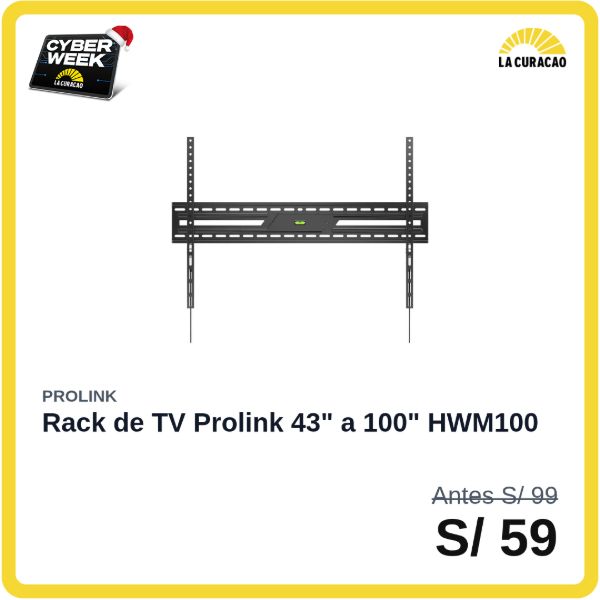 CYBER
WEEK
LA CURACAO
LA CURACAO
PROLINK
Rack de TV Prolink 43" a 100" HWM100
Antes S/ 99
S/ 59